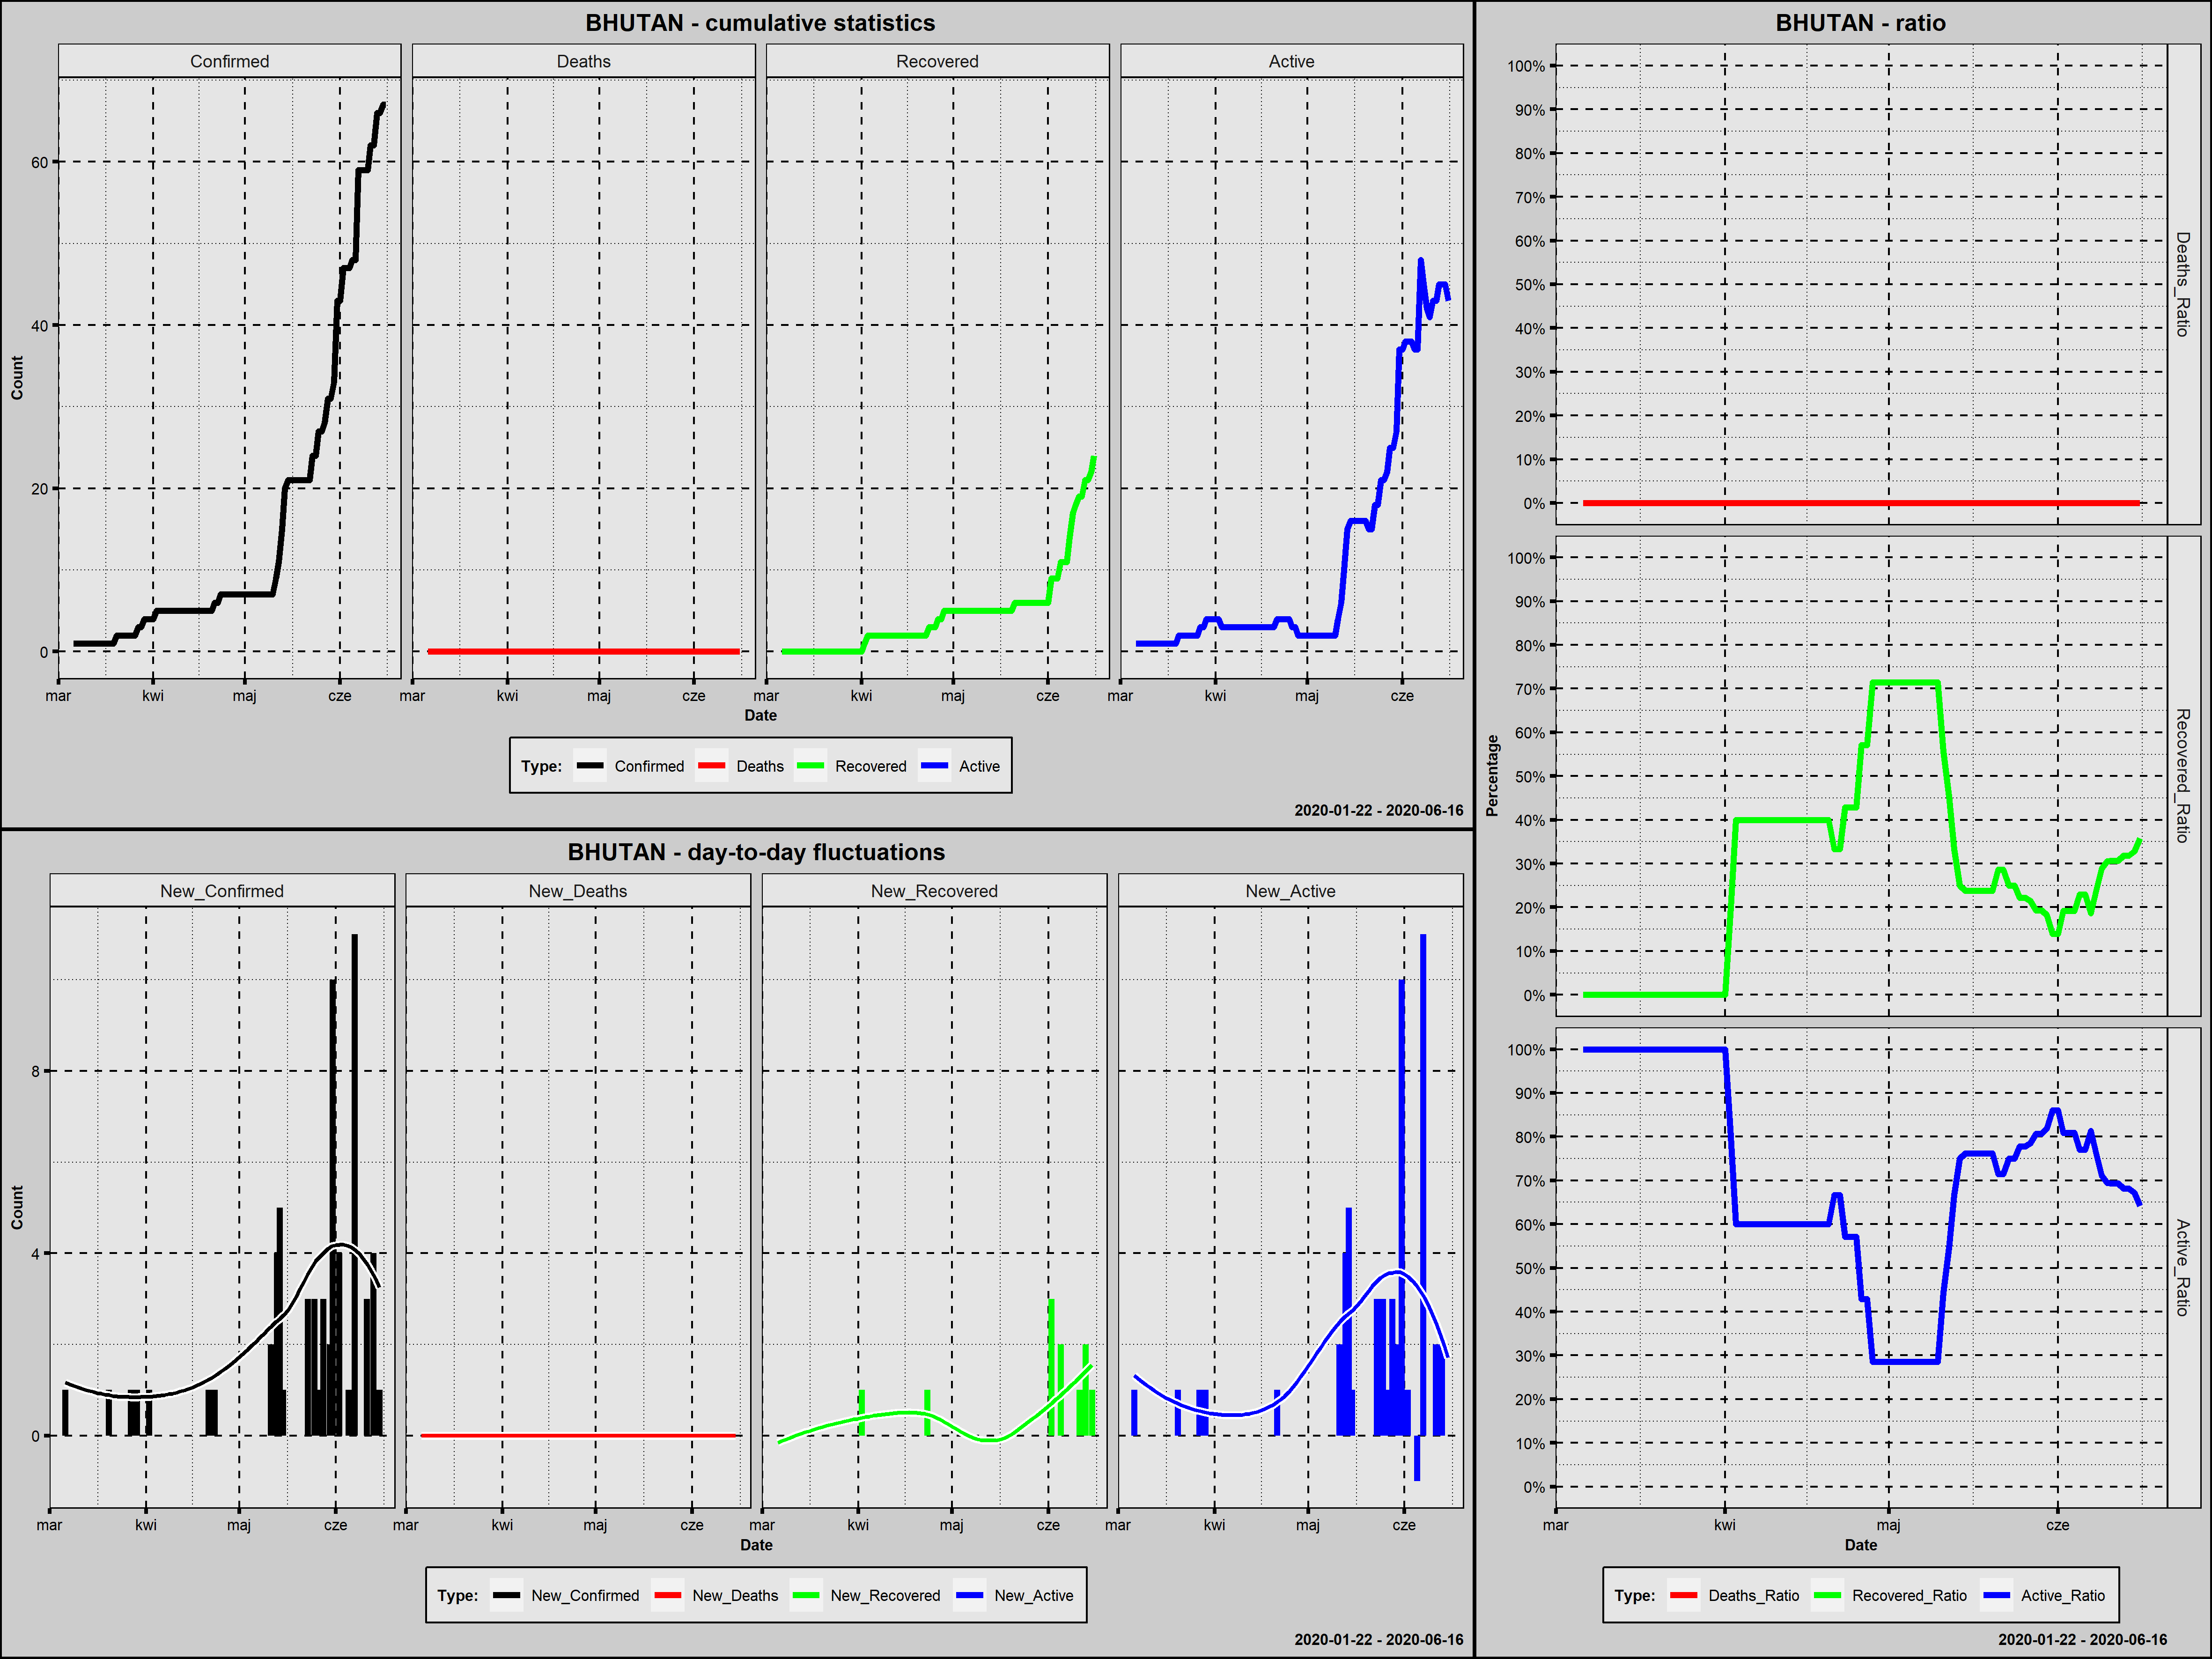 BHUTAN - cumulative statistics
Confirmed Deaths Recovered Active
Count
60
40
20
0
mar kwi maj cze mar kwi maj cze mar kwi maj cze mar kwi maj cze
Date
Type: Confirmed Deaths Recovered Active
2020-01-22 - 2020-06-16
BHUTAN - day-to-day fluctuations
New_Confirmed New_Deaths New_Recovered New_Active
Count
8
4
0
mar kwi maj cze mar kwi maj cze mar kwi maj cze mar kwi maj cze
Date
Type: New_Confirmed New_Deaths New_Recovered New_Active
2020-01-22 - 2020-06-16
BHUTAN - ratio
Percentage
100%
90%
80%
70%
60%
50%
40%
30%
20%
10%
0%
Deaths_Ratio
100%
90%
80%
70%
60%
50%
40%
30%
20%
10%
0%
Recovered_Ratio
100%
90%
80%
70%
60%
50%
40%
30%
20%
10%
0%
Active_Ratio
mar kwi maj cze
Date
Type: Deaths_Ratio Recovered_Ratio Active_Ratio
2020-01-22 - 2020-06-16